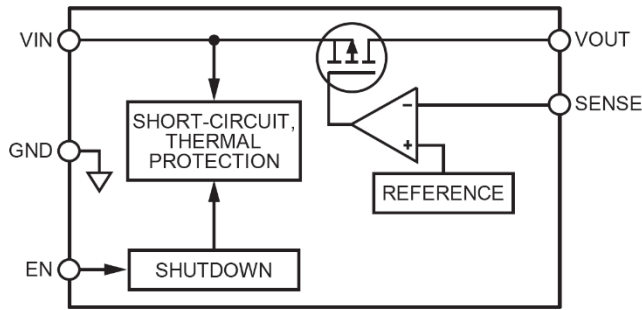 VIN
VOUT
SENSE
SHORT-CIRCUIT,
THERMAL
PROTECTION
GND
−
+
REFERENCE
EN
SHUTDOWN